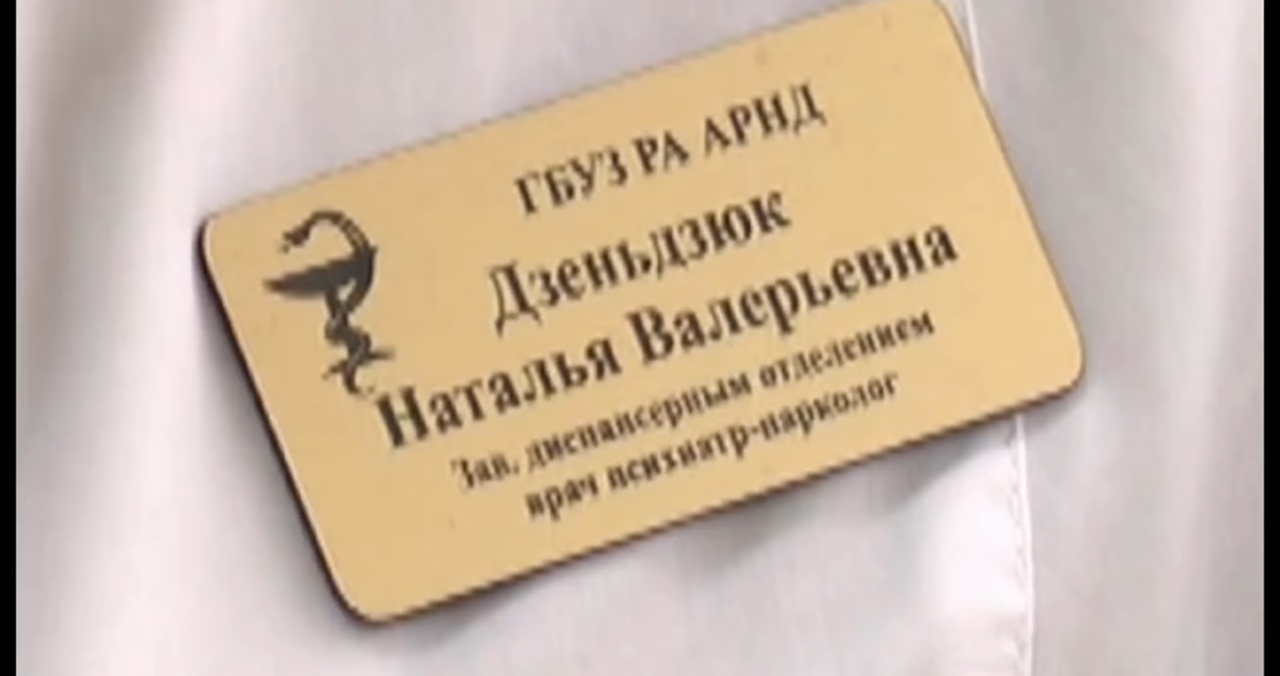 ГБУЗ РА АРНД
Дзеньдзюк
Наталья Валерьевна
Зав. диспансерным отделением
врач психиатр-нарколог